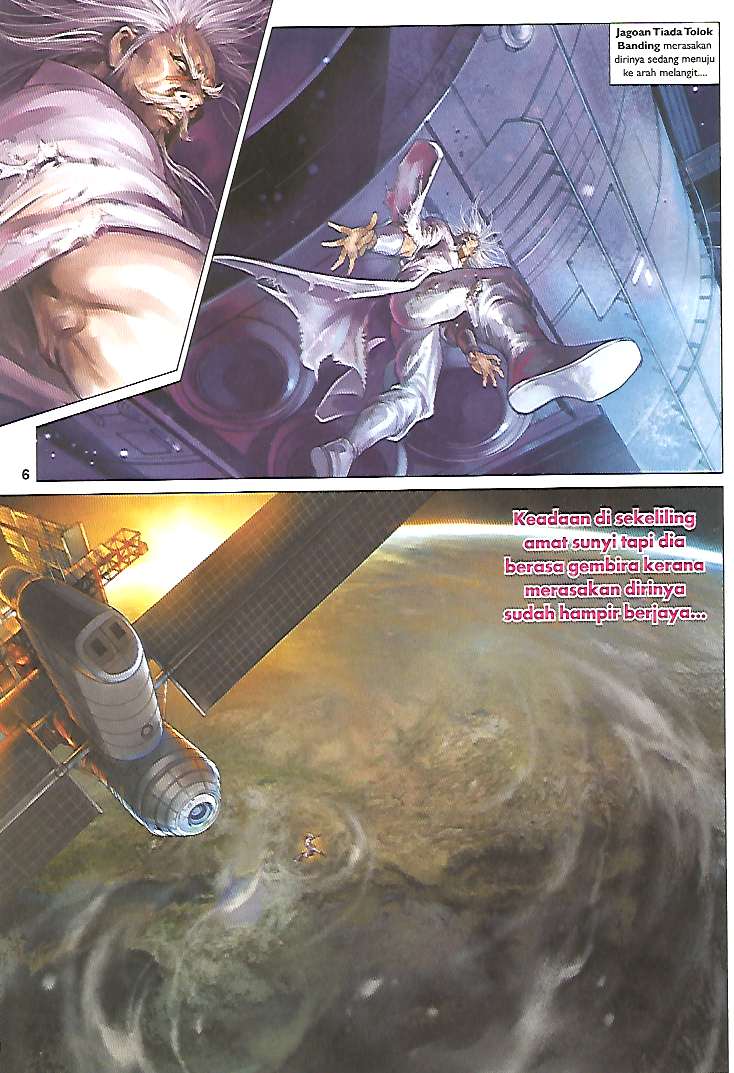 Jagoan Tiada Tolok
Banding merasakan
dirinya sedang menuju
ke arah melangit....
6
Keadaan di sekeliling
amat sunyi tapi dia
berasa gembira kerana
merasakan dirinya
sudah hampir berjaya...